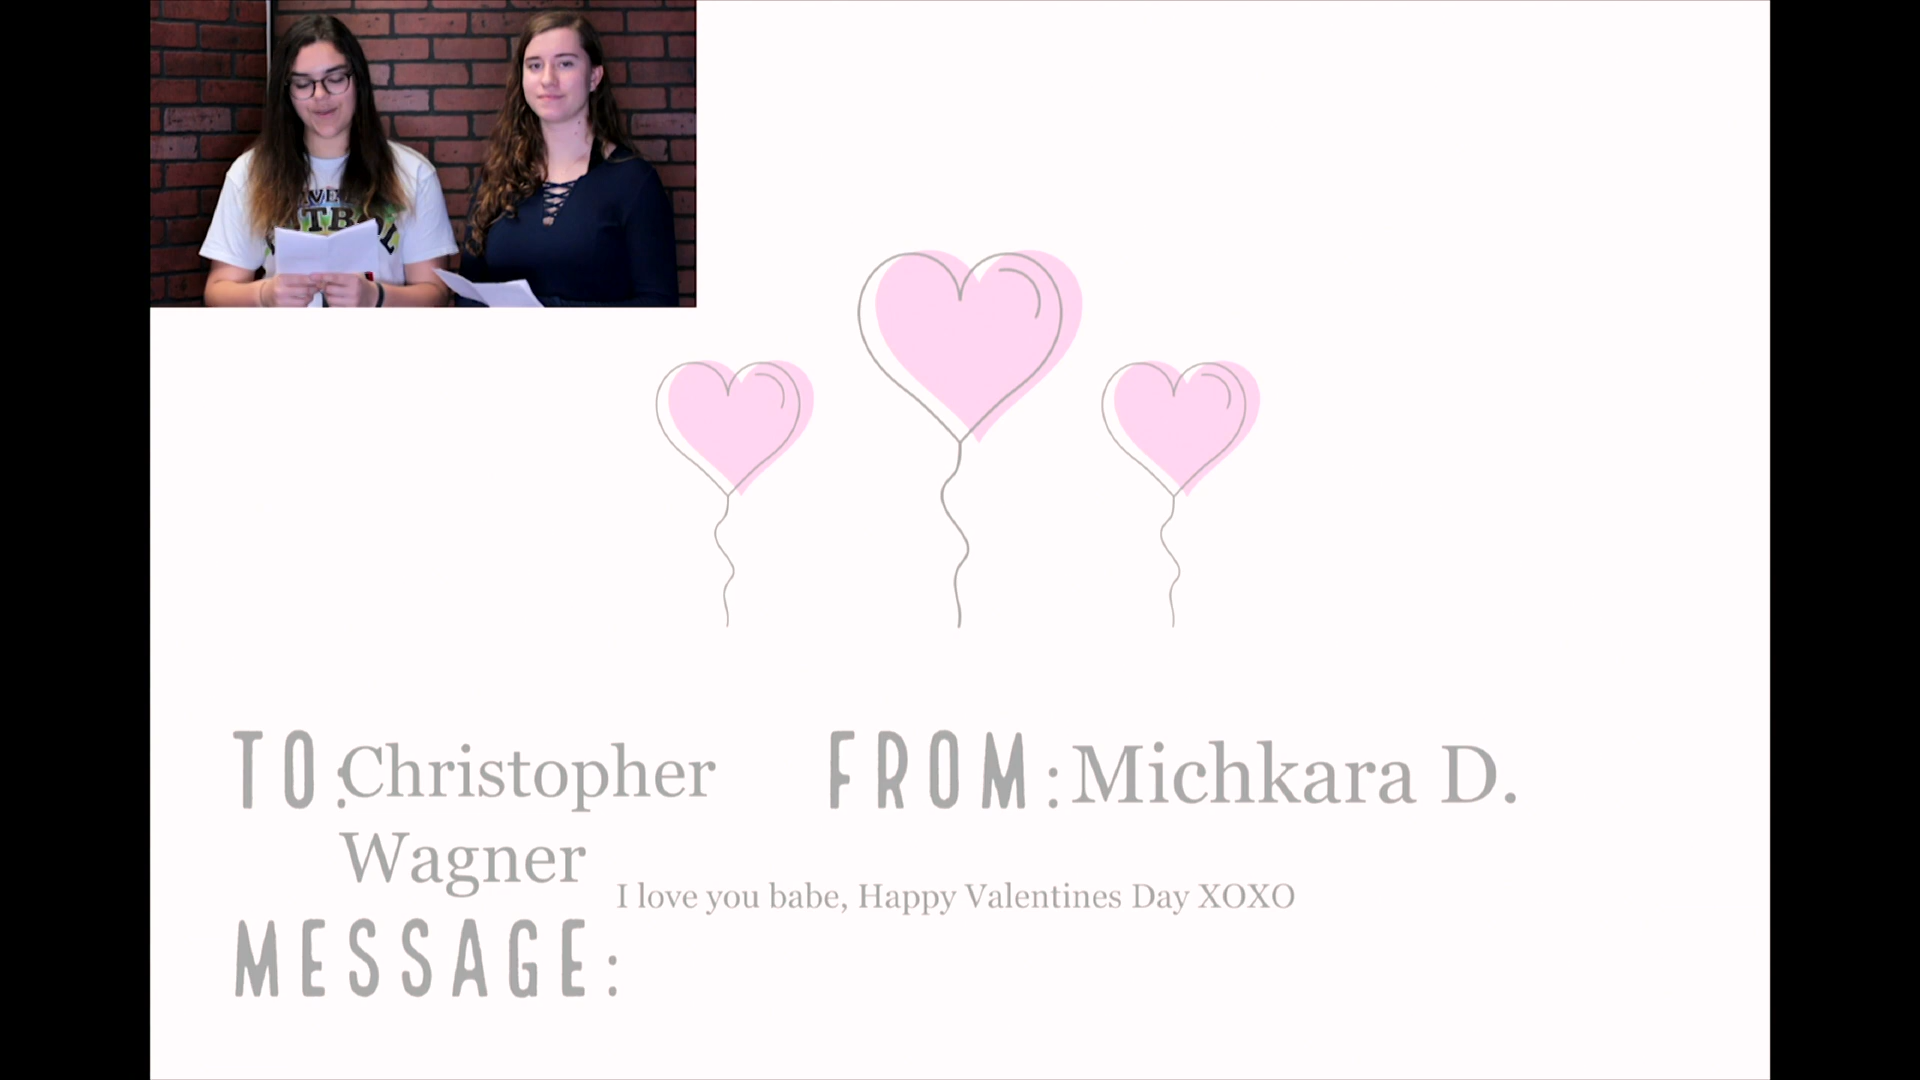 TO:Christopher
Wagner
FROM:Michkara D.
MESSAGE:
I love you babe, Happy Valentines Day XOXO